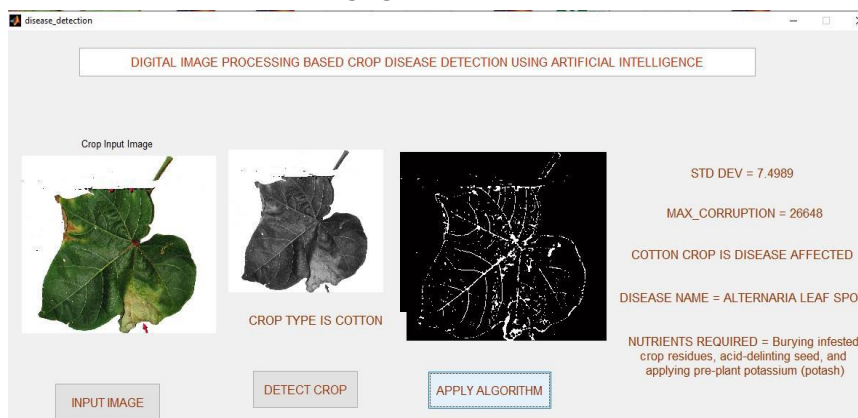 disease_detection
DIGITAL IMAGE PROCESSING BASED CROP DISEASE DETECTION USING ARTIFICIAL INTELLIGENCE
Crop Input Image
STD DEV = 7.4989
MAX_CORRUPTION = 26648
COTTON CROP IS DISEASE AFFECTED
DISEASE NAME = ALTERNARIA LEAF SPO
CROP TYPE IS COTTON
NUTRIENTS REQUIRED = Burying infested
crop residues, acid-delinting seed, and
applying pre-plant potassium (potash)
INPUT IMAGE
DETECT CROP
APPLY ALGORITHM